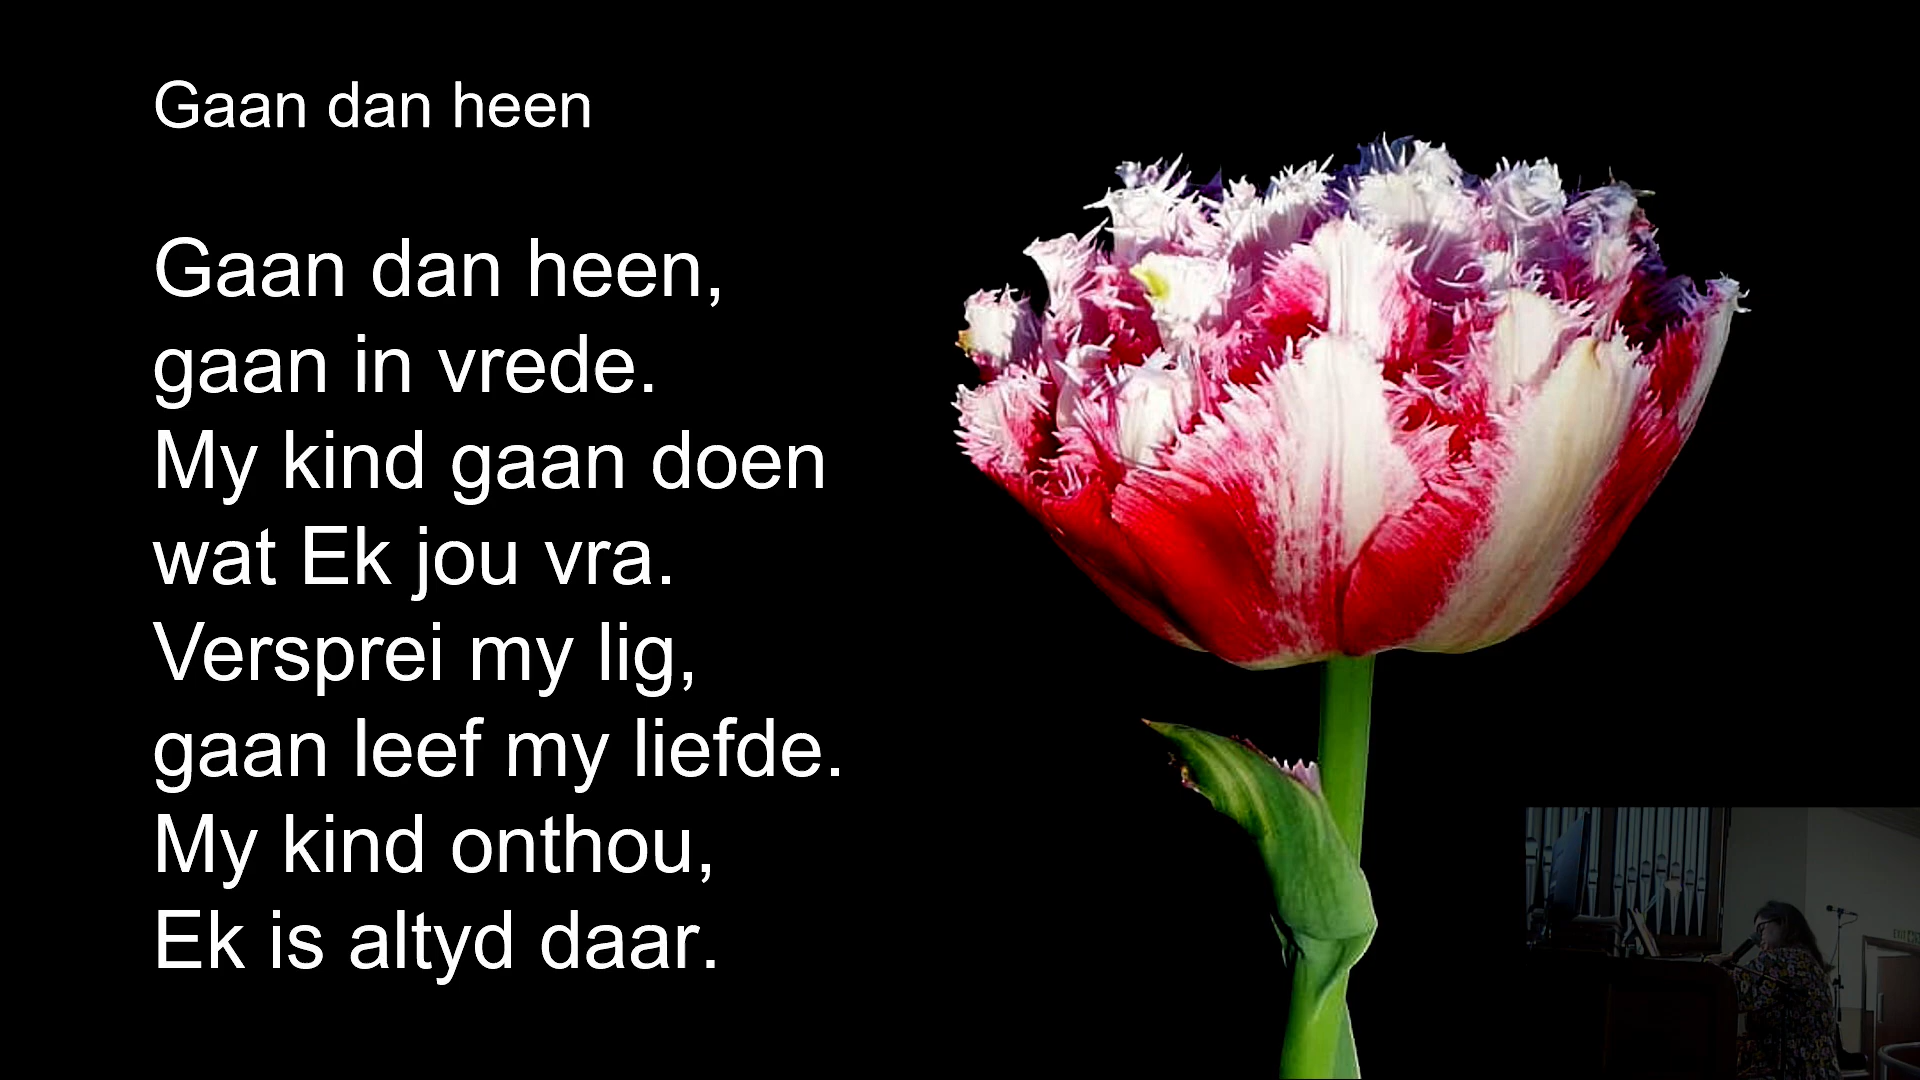 Gaan dan heen
Gaan dan heen,
gaan in vrede.
My kind gaan doen
wat Ek jou vra.
Versprei my lig,
gaan leef my liefde.
My kind onthou,
Ek is altyd daar.